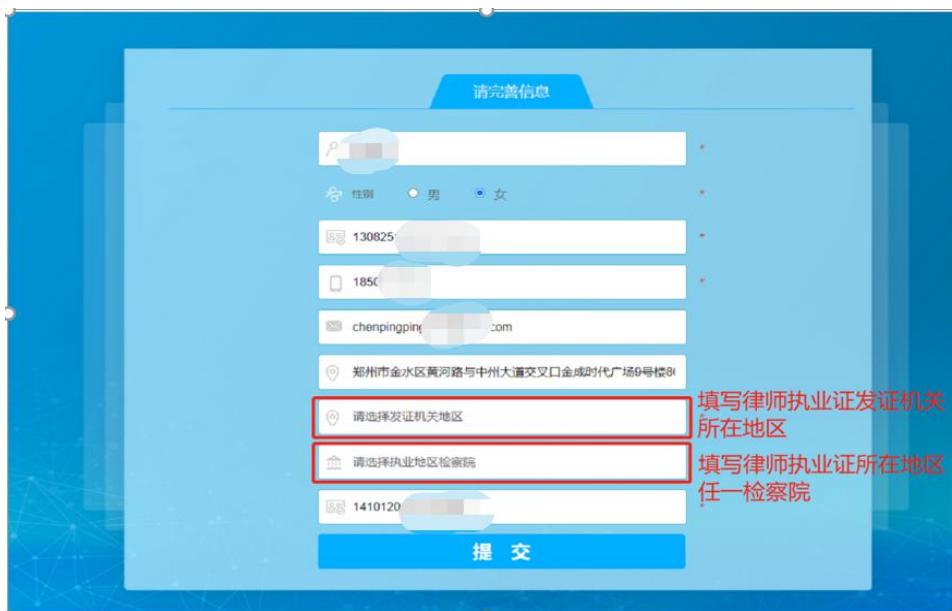 请完善信息
*
性别 男 女 *
130825 *
1850 *
chenpingping .com
郑州市金水区黄河路与中州大道交叉口金成时代广场9号楼8
请选择发证机关地区 *
填写律师执业证发证机关
所在地区
请选择执业地区检察院
填写律师执业证所在地区
任一检察院
1410120 *
提 交